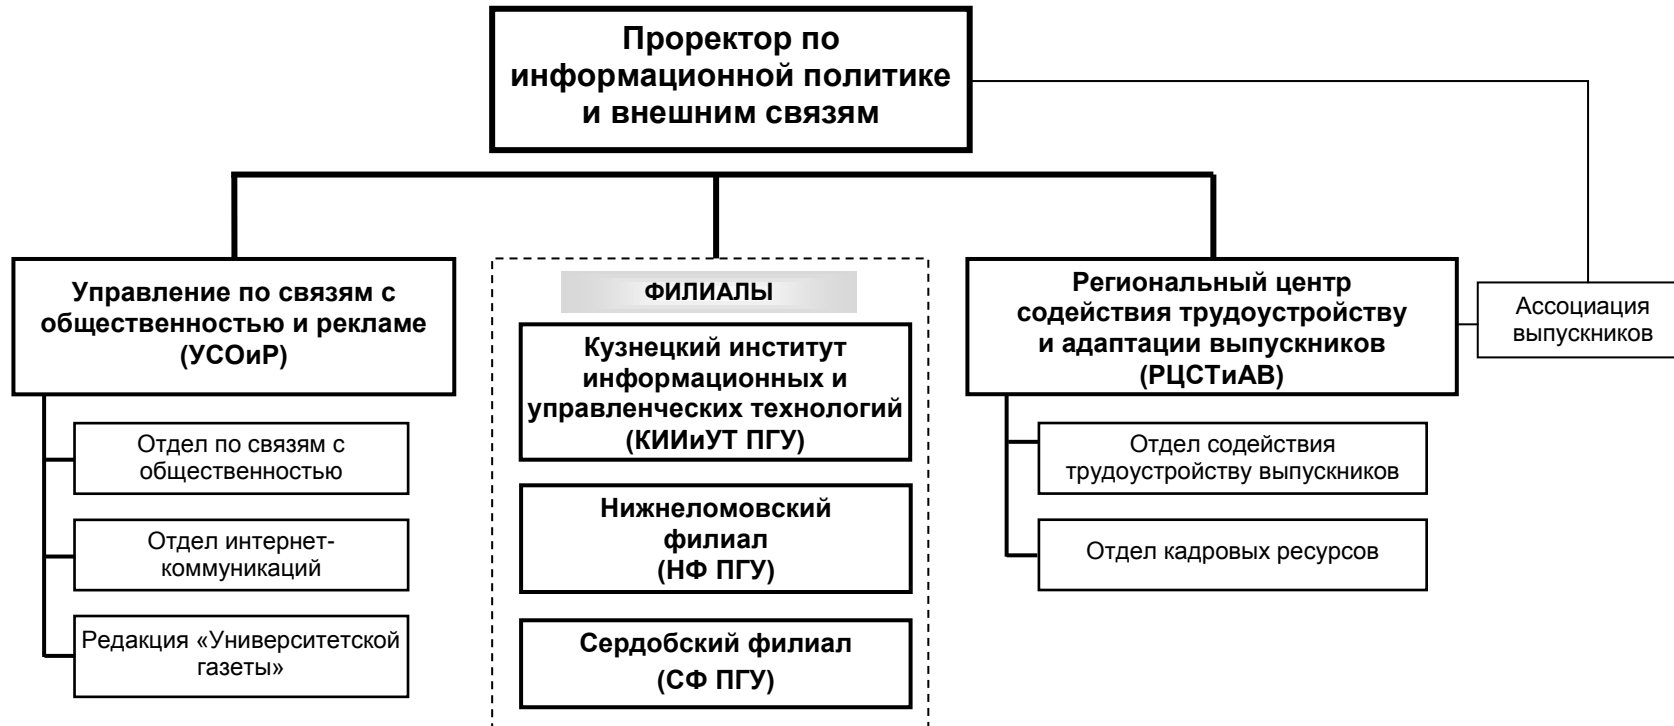 Проректор по
информационной политике
и внешним связям
Управление по связям с
общественностью и рекламе
(УСОиР)
Отдел по связям с
общественностью
Отдел интернет-
коммуникаций
Редакция «Университетской
газеты»
ФИЛИАЛЫ
Кузнецкий институт
информационных и
управленческих технологий
(КИИиУТ ПГУ)
Нижнеломовский
филиал
(НФ ПГУ)
Сердобский филиал
(СФ ПГУ)
Региональный центр
содействия трудоустройству
и адаптации выпускников
(РЦСТиАВ)
Отдел содействия
трудоустройству выпускников
Отдел кадровых ресурсов
Ассоциация
выпускников